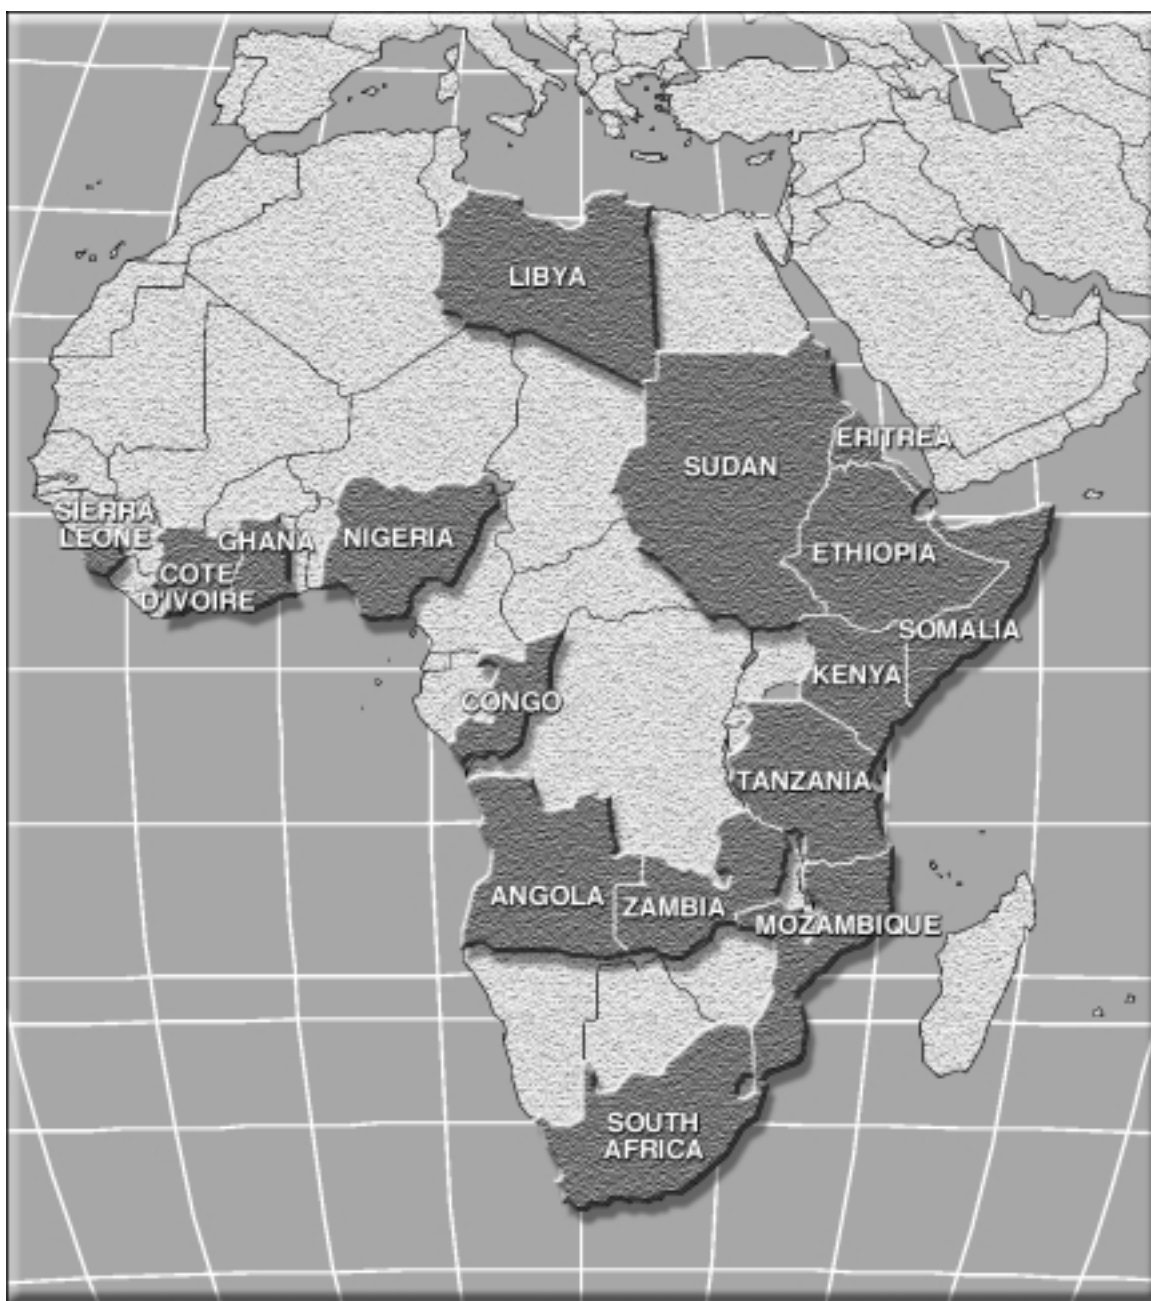 LIBYA
ERITREA
SUDAN
SIERRA
LEONE
GHANA
NIGERIA
ETHIOPIA
COTE
D'IVOIRE
SOMALIA
KENYA
CONGO
TANZANIA
ANGOLA
ZAMBIA
MOZAMBIQUE
SOUTH
AFRICA